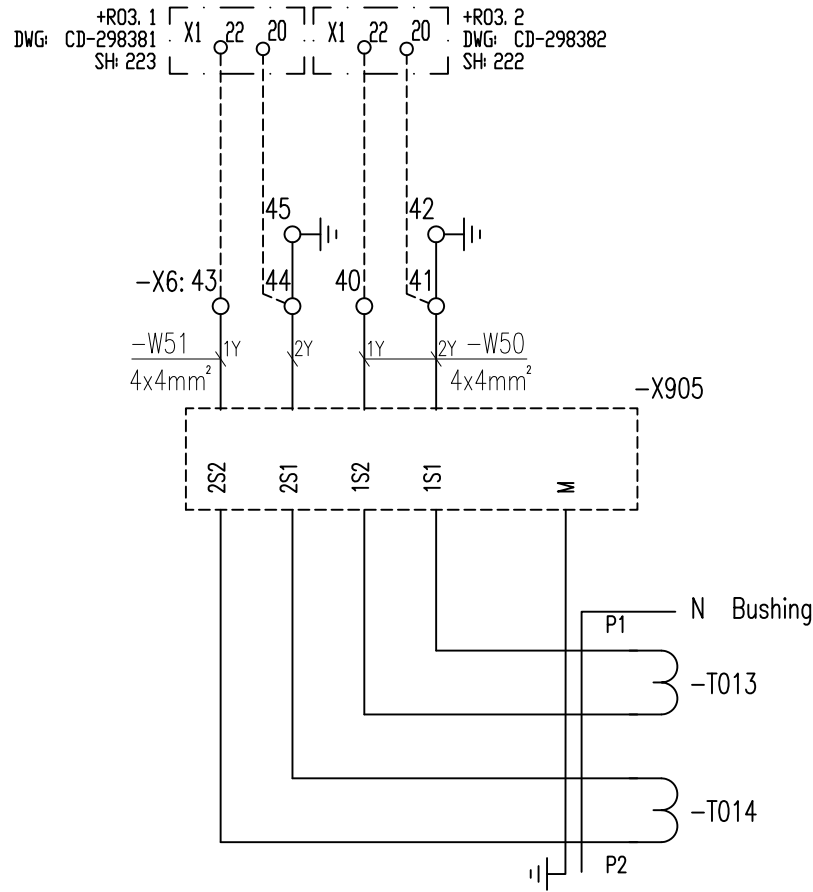 +R03. 1
DWG: CD-298381
SH: 223
X1 22 20
X1 22 20
+R03. 2
DWG: CD-298382
SH: 222
45
42
-X6: 43 44 40 41
-W51 1Y 2Y 1Y 2Y -W50
4x4mm² 4x4mm²
-X905
2S2 2S1 1S2 1S1 M
N Bushing
P1
-T013
-T014
P2